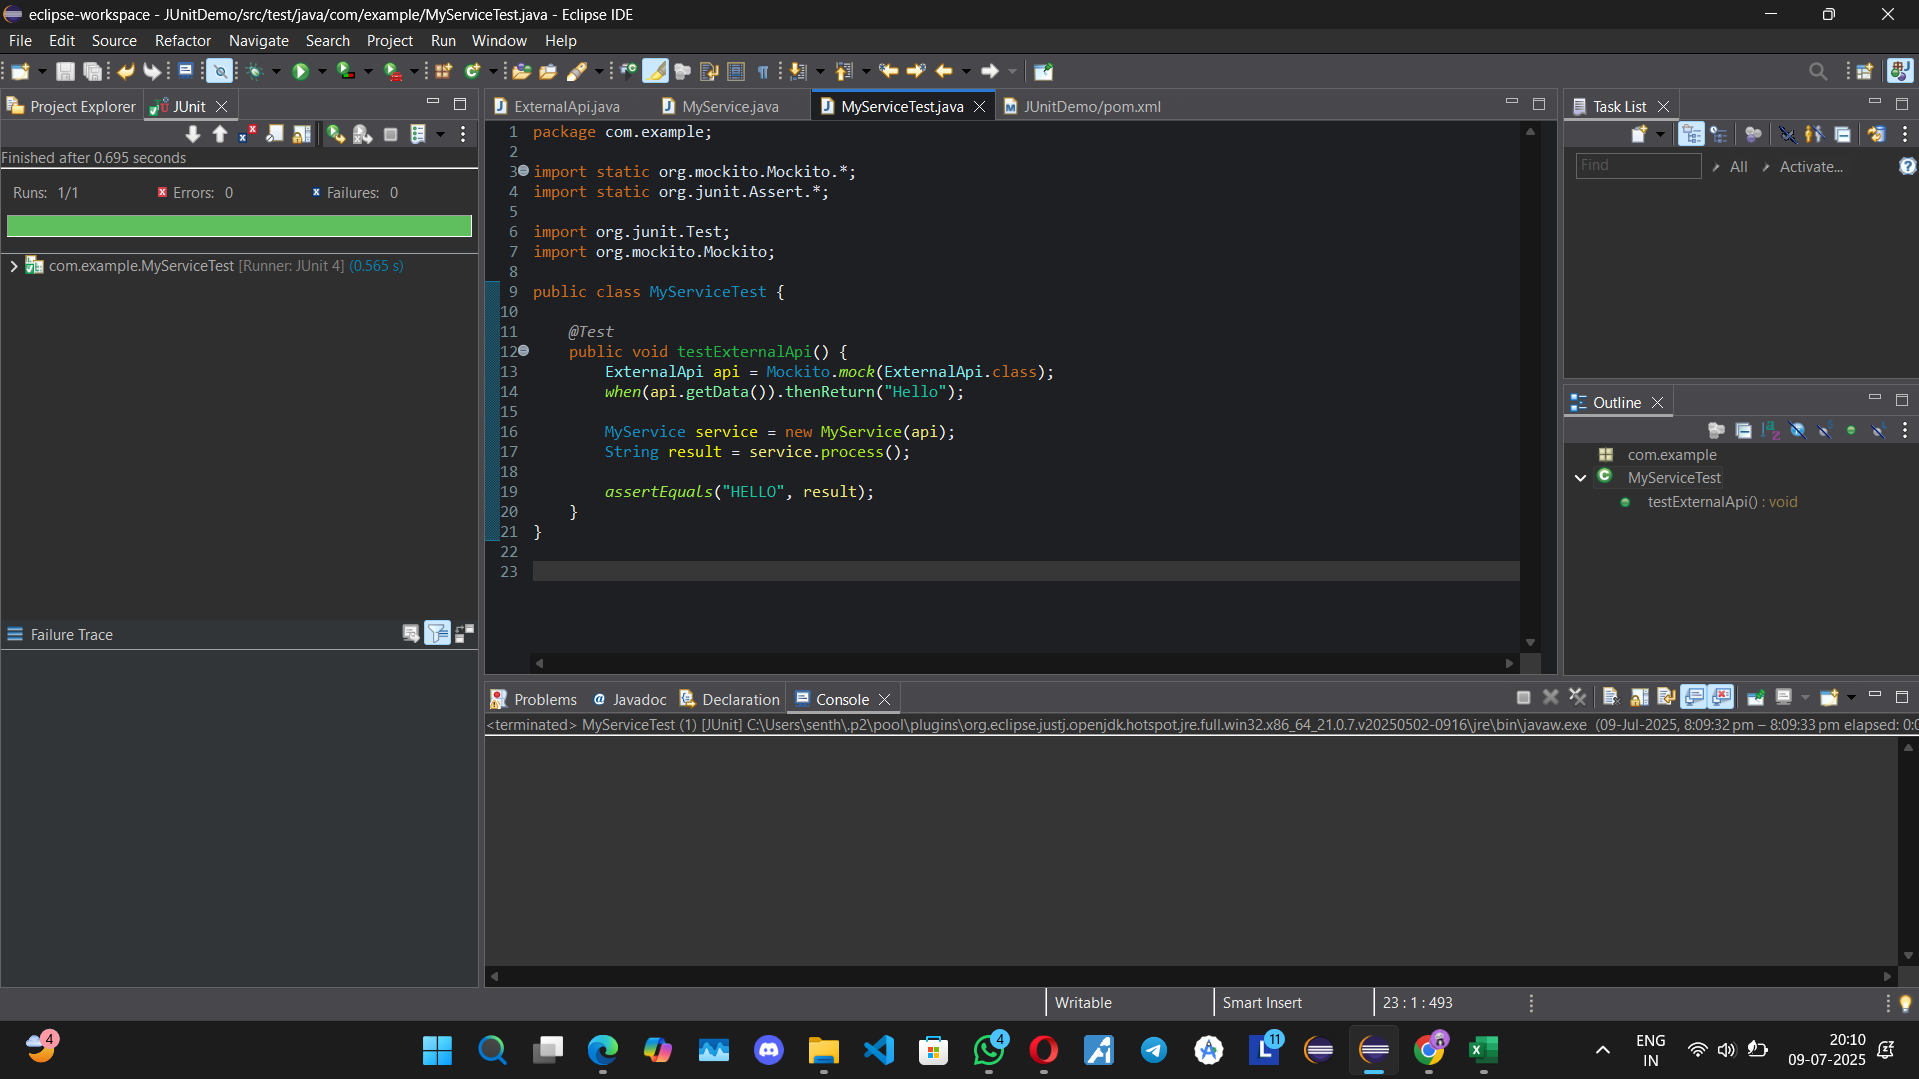 eclipse-workspace - JUnitDemo/src/test/java/com/example/MyServiceTest.java - Eclipse IDE
File Edit Source Refactor Navigate Search Project Run Window Help
Project Explorer JUnit
Finished after 0.695 seconds
Runs: 1/1 Errors: 0 Failures: 0
com.example.MyServiceTest [Runner: JUnit 4] (0.565 s)
Failure Trace
ExternalApi.java MyService.java MyServiceTest.java JUnitDemo/pom.xml
1 package com.example;
2
3 import static org.mockito.Mockito.*;
4 import static org.junit.Assert.*;
5
6 import org.junit.Test;
7 import org.mockito.Mockito;
8
9 public class MyServiceTest {
10
11 @Test
12 public void testExternalApi() {
13 ExternalApi api = Mockito.mock(ExternalApi.class);
14 when(api.getData()).thenReturn("Hello");
15
16 MyService service = new MyService(api);
17 String result = service.process();
18
19 assertEquals("HELLO", result);
20 }
21 }
22
23
Task List
Find All Activate...
Outline
com.example
MyServiceTest
testExternalApi() : void
Problems Javadoc Declaration Console
<terminated> MyServiceTest (1) [JUnit] C:\Users\senth\.p2\pool\plugins\org.eclipse.justj.openjdk.hotspot.jre.full.win32.x86_64_21.0.7.v20250502-0916\jre\bin\javaw.exe (09-Jul-2025, 8:09:32 pm – 8:09:33 pm elapsed: 0:0
Writable Smart Insert 23 : 1 : 493
4
4
11
ENG
IN
20:10
09-07-2025